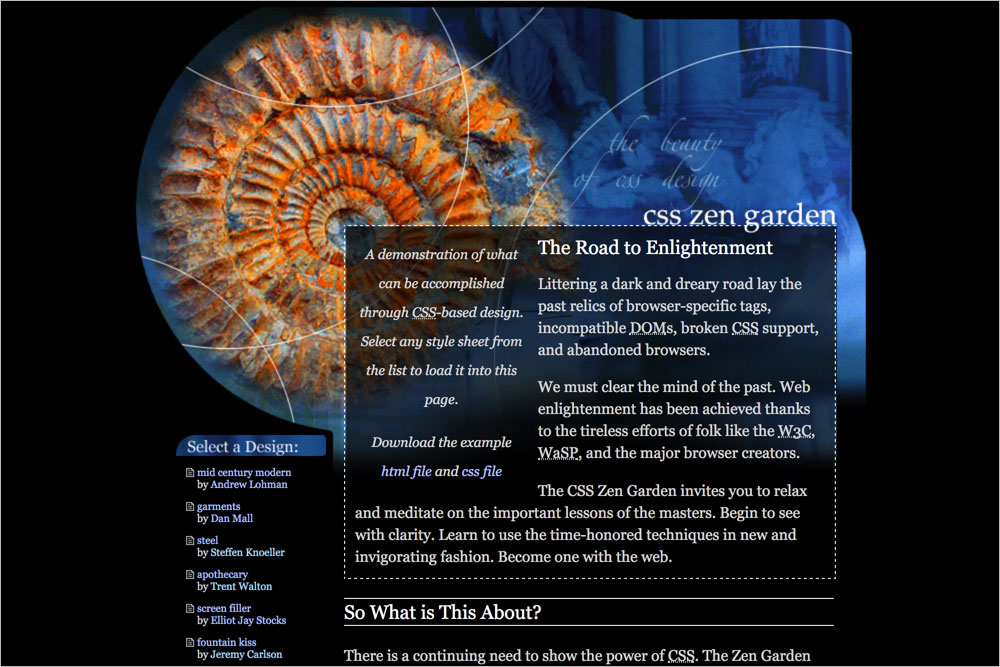 the beauty
of css design
css zen garden
A demonstration of what
can be accomplished
through CSS-based design.
Select any style sheet from
the list to load it into this
page.
Download the example
html file and css file
The Road to Enlightenment
Littering a dark and dreary road lay the
past relics of browser-specific tags,
incompatible DOMs, broken CSS support,
and abandoned browsers.
We must clear the mind of the past. Web
enlightenment has been achieved thanks
to the tireless efforts of folk like the W3C,
WaSP, and the major browser creators.
The CSS Zen Garden invites you to relax
and meditate on the important lessons of the masters. Begin to see
with clarity. Learn to use the time-honored techniques in new and
invigorating fashion. Become one with the web.
Select a Design:
mid century modern
by Andrew Lohman
garments
by Dan Mall
steel
by Steffen Knoeller
apothecary
by Trent Walton
screen filler
by Elliot Jay Stocks
fountain kiss
by Jeremy Carlson
So What is This About?
There is a continuing need to show the power of CSS. The Zen Garden